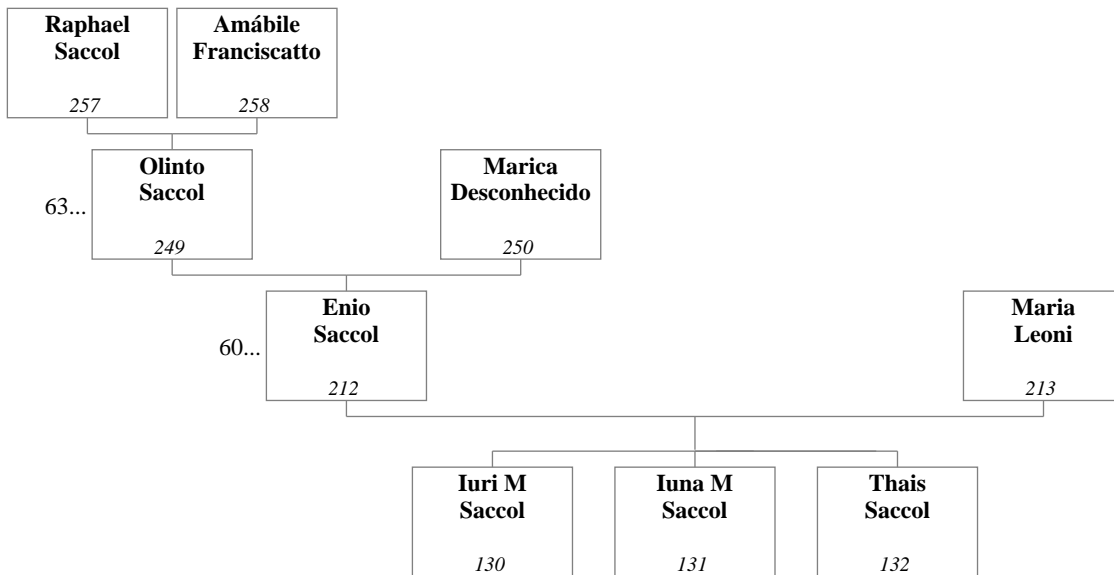 Raphael
Saccol
257
Amábile
Franciscatto
258
63...
Olinto
Saccol
249
Marica
Desconhecido
250
60...
Enio
Saccol
212
Maria
Leoni
213
Iuri M
Saccol
130
Iuna M
Saccol
131
Thais
Saccol
132